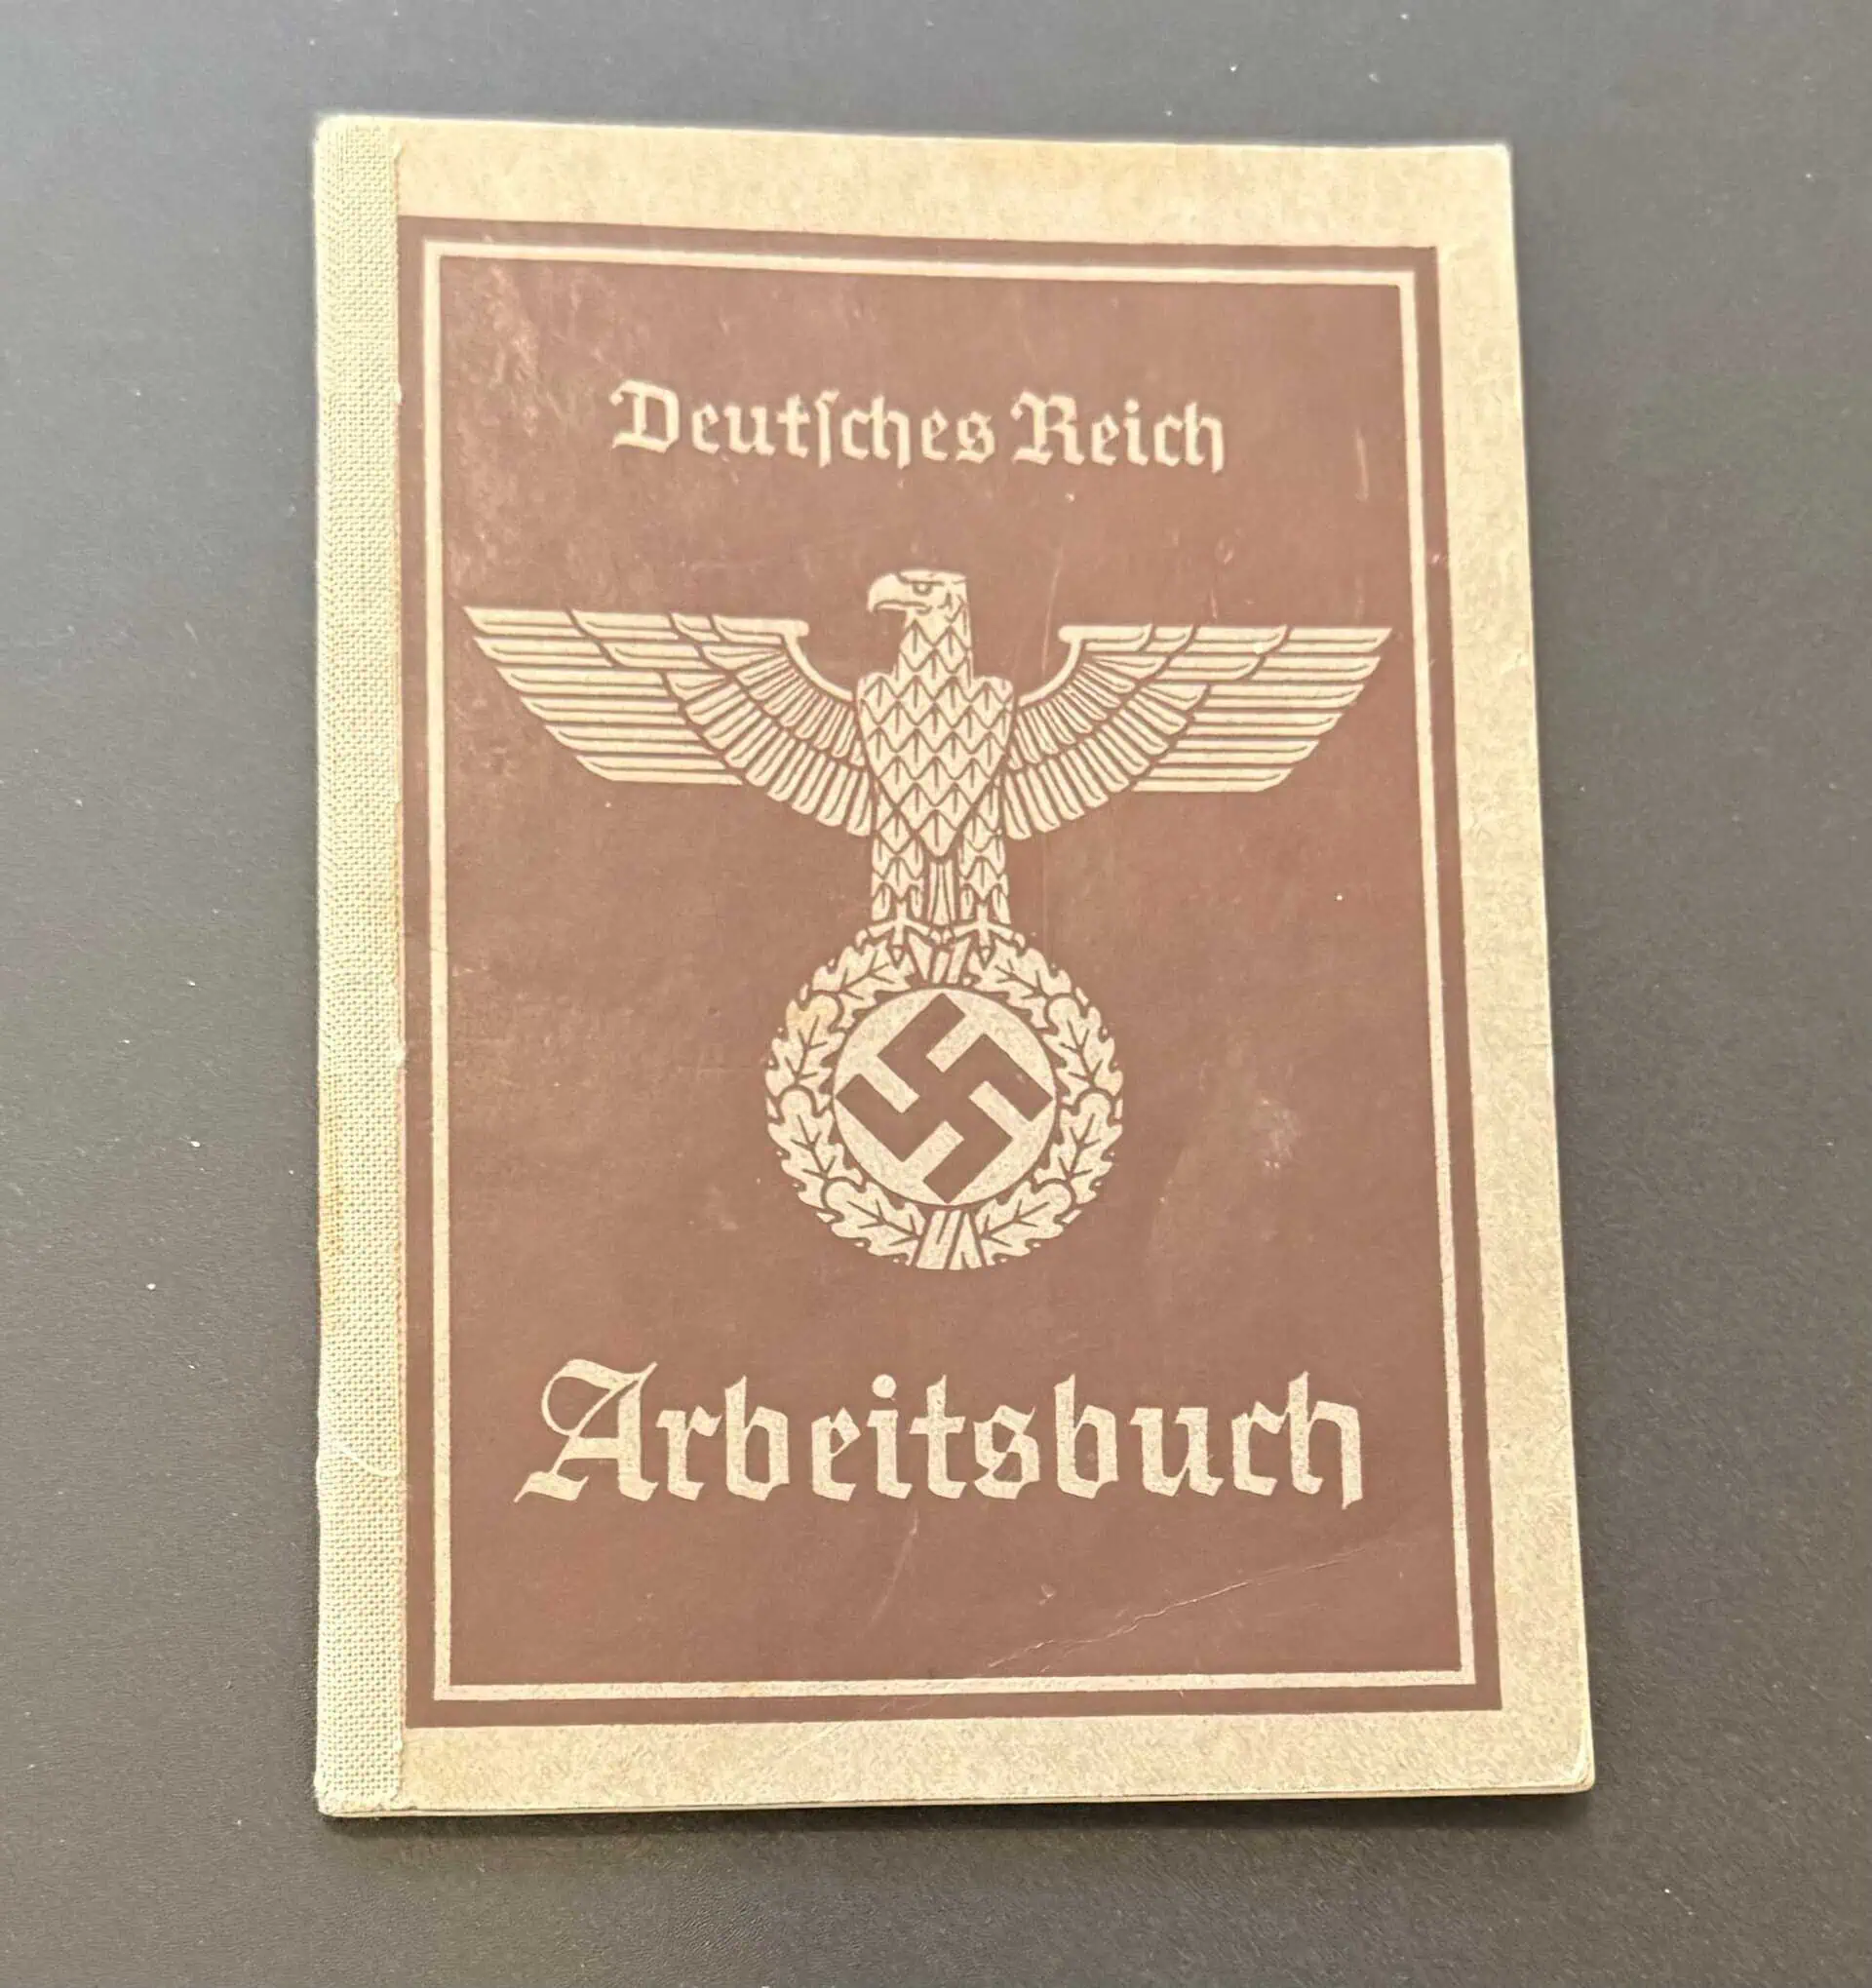 Deutſches Reich
Arbeitsbuch